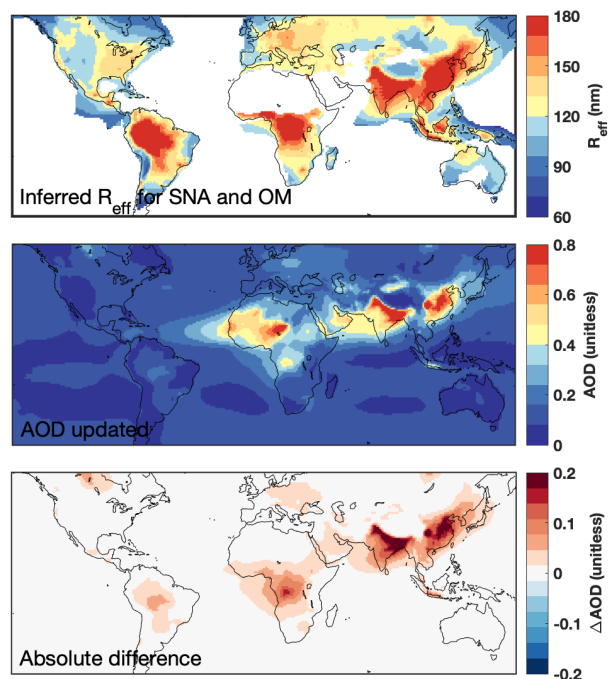 180
150
120
90
60
R_eff (nm)
Inferred R_eff for SNA and OM
0.8
0.6
0.4
0.2
0
AOD (unitless)
AOD updated
0.2
0.1
0
-0.1
-0.2
△AOD (unitless)
Absolute difference